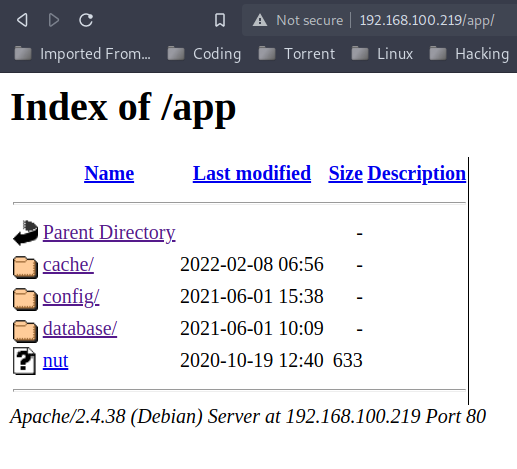 Not secure 192.168.100.219/app/
Imported From... Coding Torrent Linux Hacking
Index of /app
Name Last modified Size Description
Parent Directory -
cache/ 2022-02-08 06:56 -
config/ 2021-06-01 15:38 -
database/ 2021-06-01 10:09 -
nut 2020-10-19 12:40 633
Apache/2.4.38 (Debian) Server at 192.168.100.219 Port 80